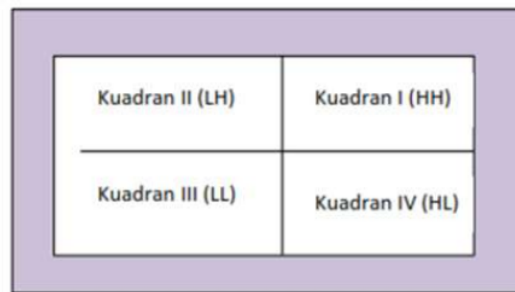 Kuadran II (LH)
Kuadran I (HH)
Kuadran III (LL)
Kuadran IV (HL)